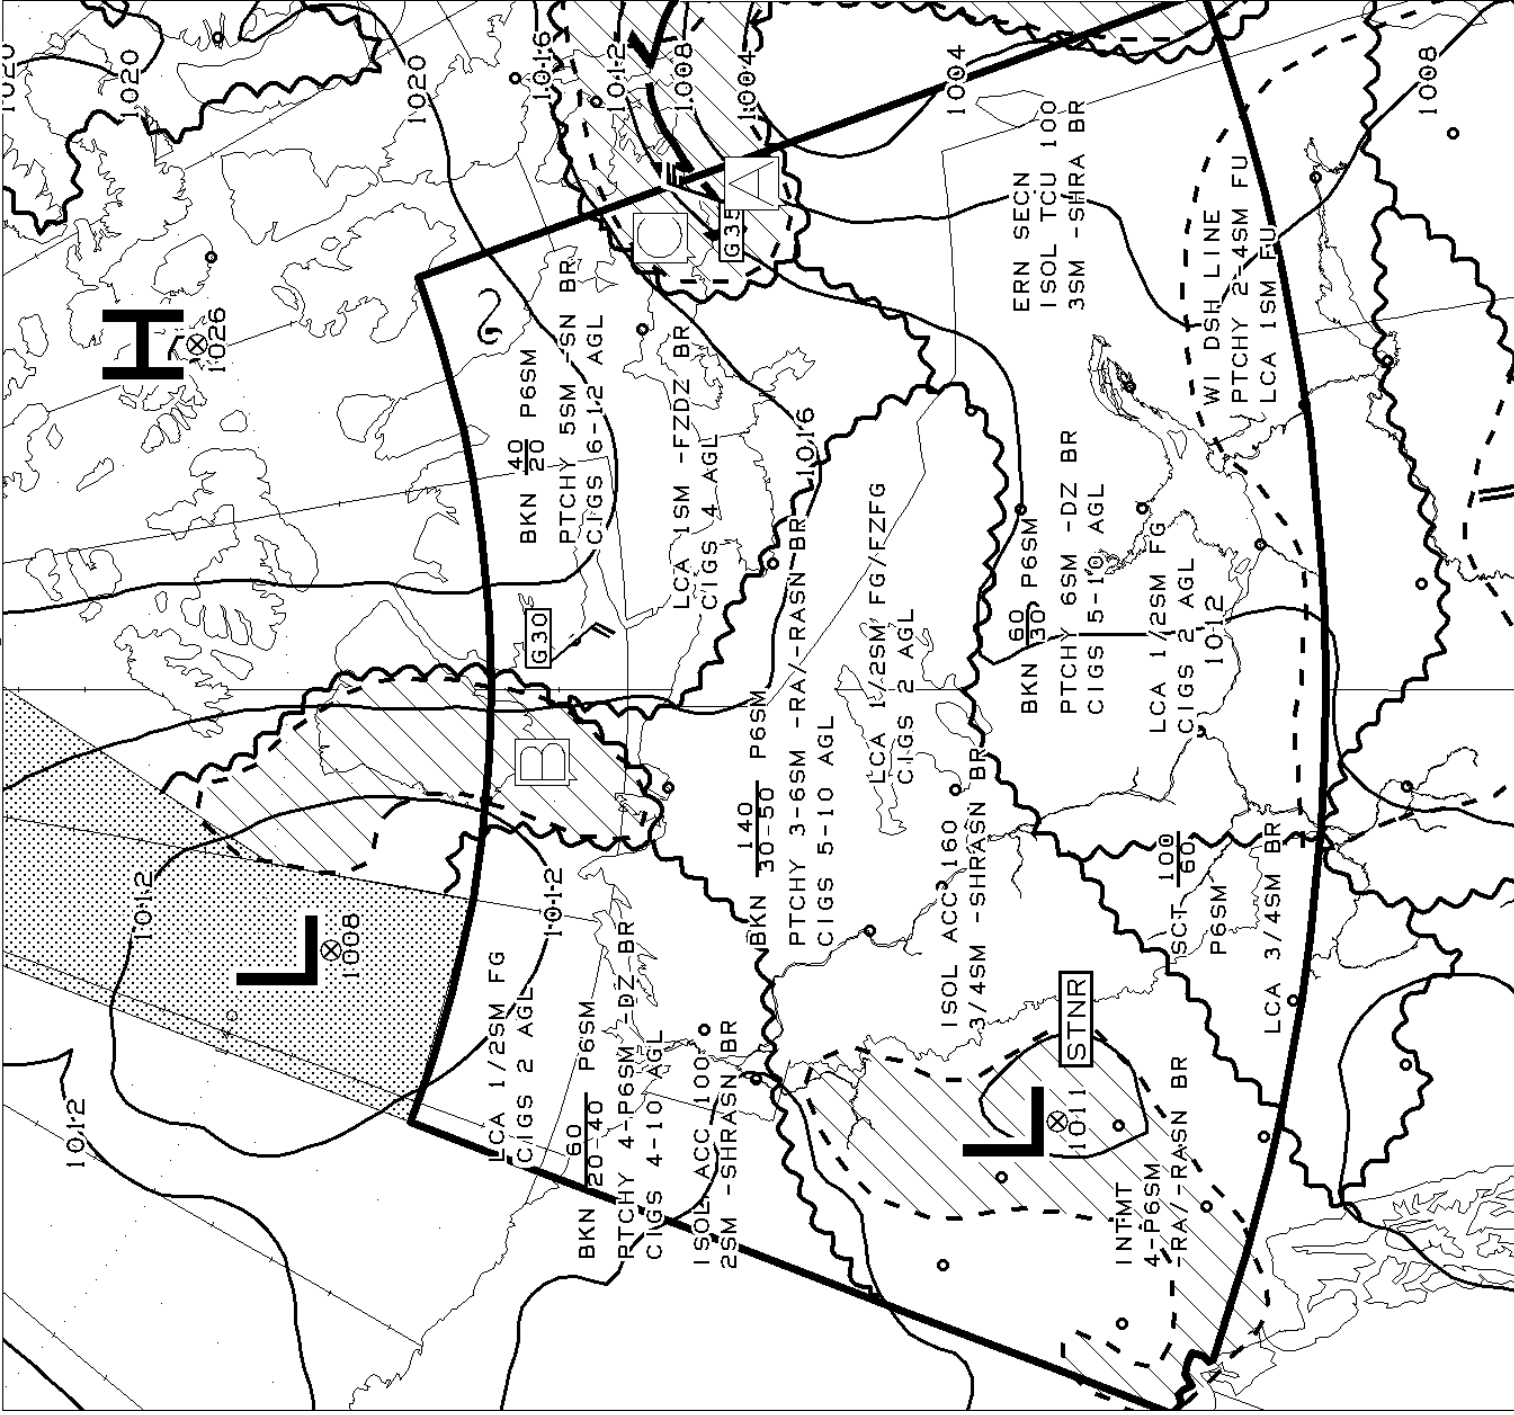 1020
1020
1020
1016
1012
1008
1004
1004
1008
H
1026
A
C
G35
ERN SECN
ISOL TCU 100
3SM -SHRA BR
WI DSH LINE
PTCHY 2-4SM FU
LCA 1SM FU
BKN 40
20 P6SM
PTCHY 5SM -SN BR
CIGS 6-12 AGL
LCA 1SM -FZDZ BR
CIGS 4 AGL
1016
G30
B
BKN 140
30-50 P6SM
PTCHY 3-6SM -RA/-RASN BR
CIGS 5-10 AGL
LCA 1/2SM FG/FZFG
CIGS 2 AGL
ISOL ACC 160
3/4SM -SHRASN BR
BKN 60
30 P6SM
PTCHY 6SM -DZ BR
CIGS 5-10 AGL
LCA 1/2SM FG
CIGS 2 AGL
1012
SCT 100
60
P6SM
LCA 3/4SM BR
1012
L
1008
1012
1012
LCA 1/2SM FG
CIGS 2 AGL
BKN 60
20-40 P6SM
PTCHY 4-P6SM -DZ BR
CIGS 4-10 AGL
ISOL ACC 100
2SM -SHRASN BR
STNR
L
1011
INTMT
4-P6SM
-RA/-RASN BR